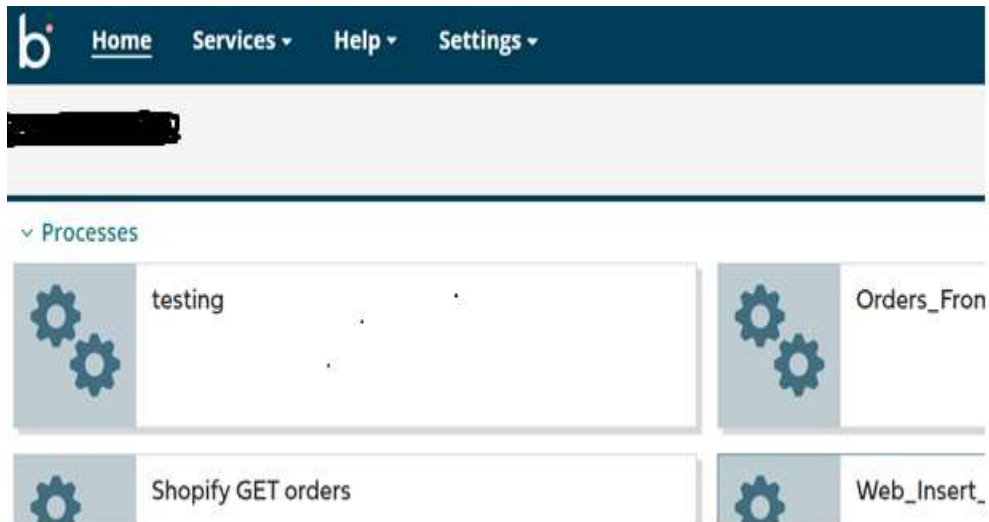 b
Home Services Help Settings
Processes
testing
Orders_Fron
Shopify GET orders
Web_Insert_